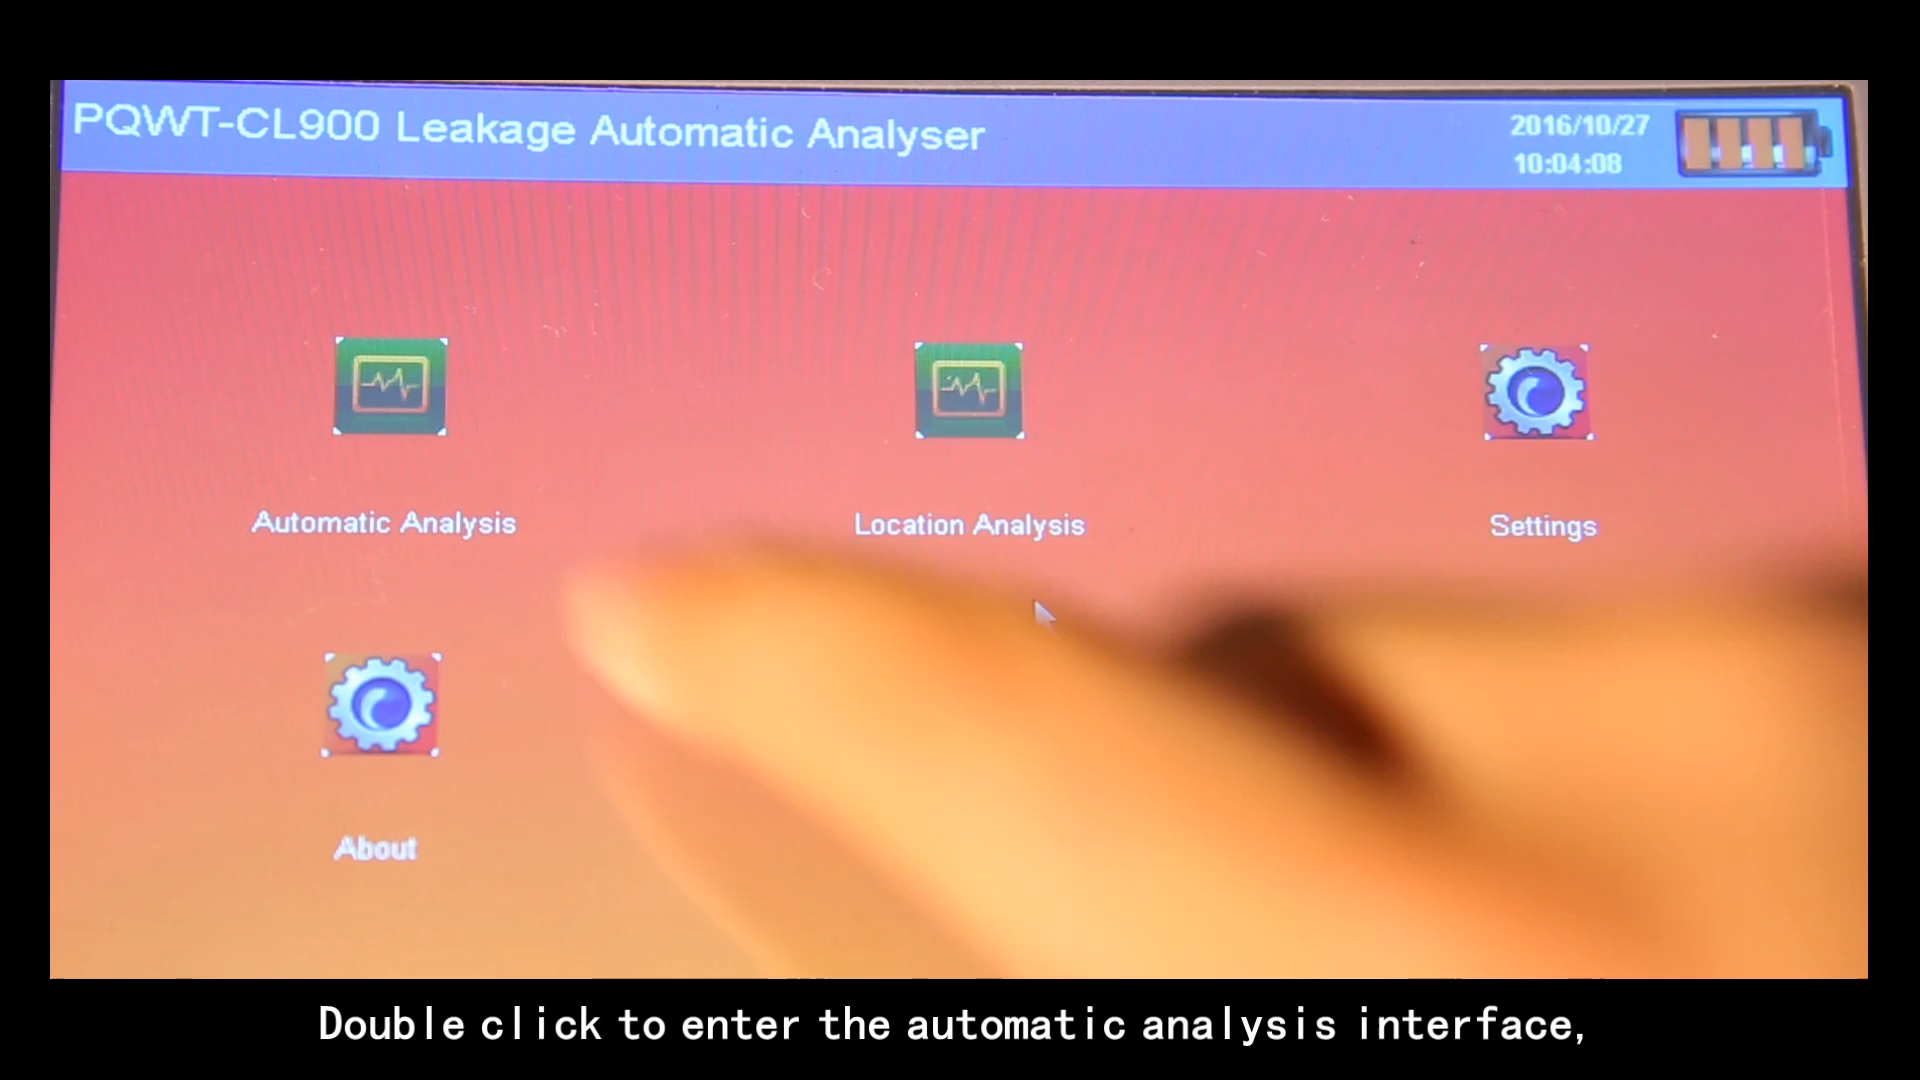 PQWT-CL900 Leakage Automatic Analyser
2016/10/27
10:04:08
Automatic Analysis
Location Analysis
Settings
About
Double click to enter the automatic analysis interface,